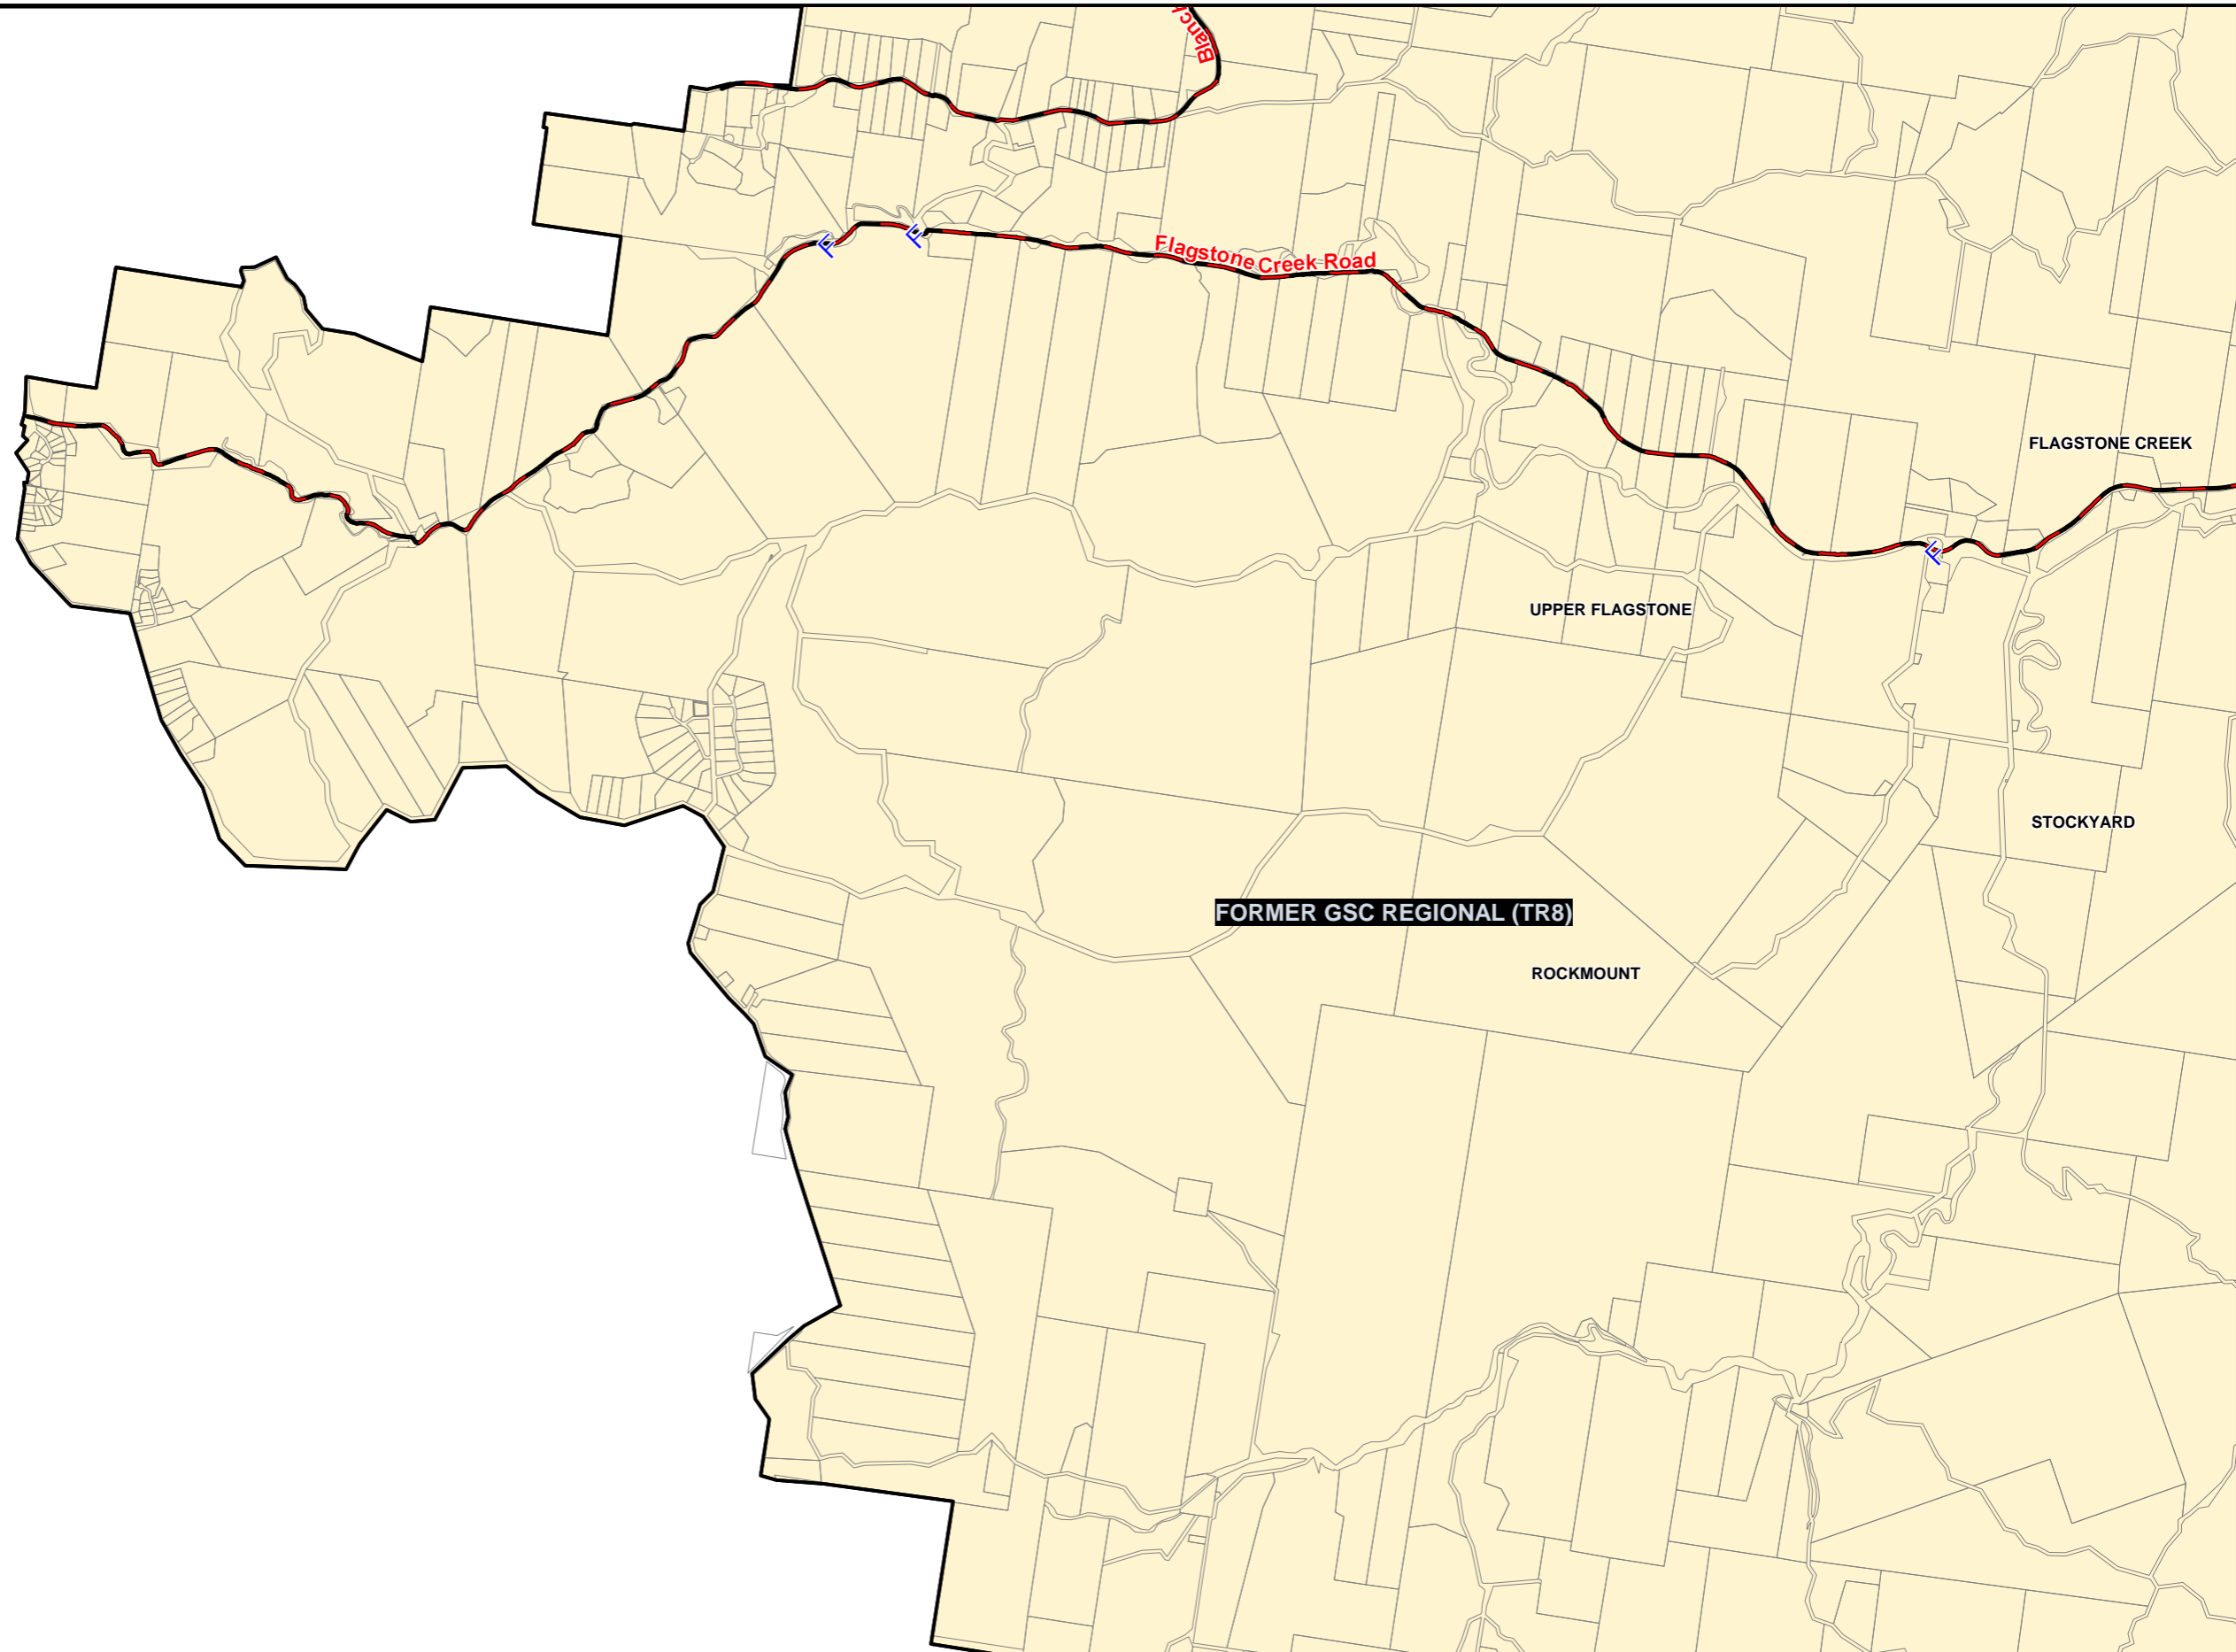 Flagstone Creek Road
FLAGSTONE CREEK
UPPER FLAGSTONE
STOCKYARD
FORMER GSC REGIONAL (TR8)
ROCKMOUNT